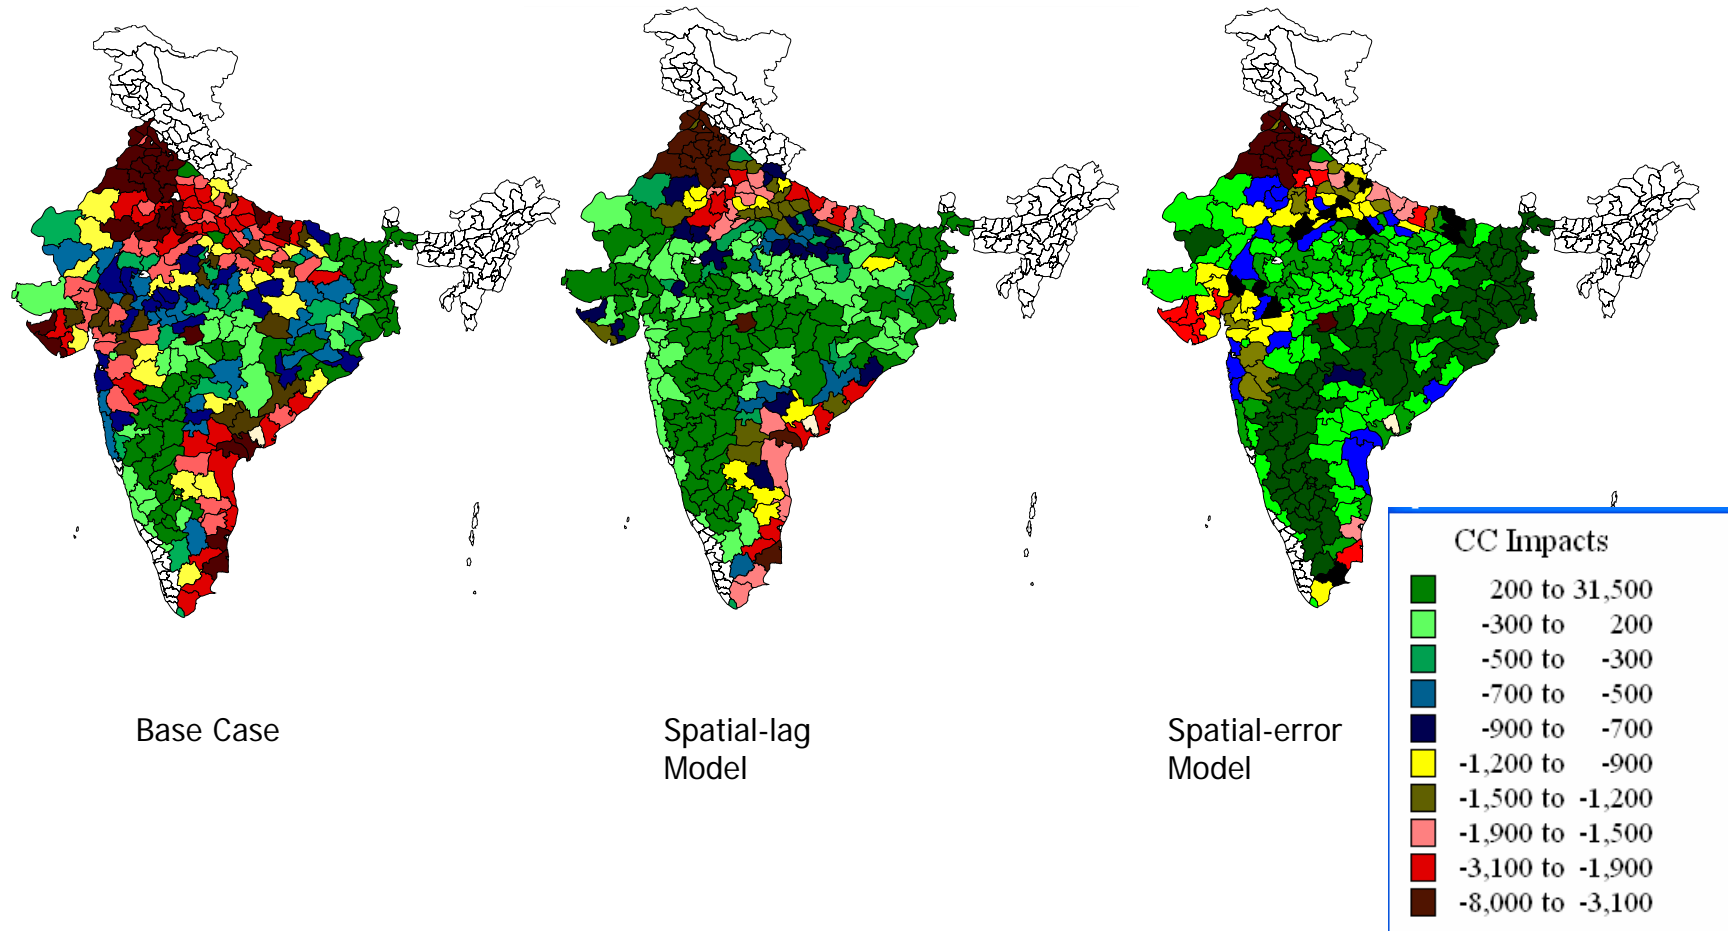 Base Case
Spatial-lag
Model
Spatial-error
Model
CC Impacts
200 to 31,500
-300 to 200
-500 to -300
-700 to -500
-900 to -700
-1,200 to -900
-1,500 to -1,200
-1,900 to -1,500
-3,100 to -1,900
-8,000 to -3,100